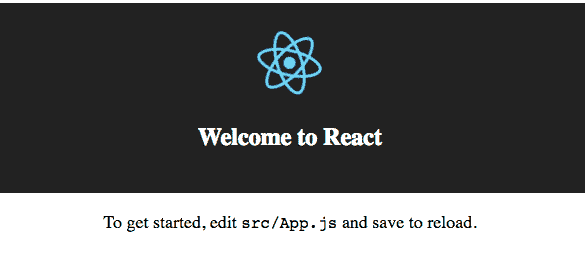 Welcome to React
To get started, edit src/App.js and save to reload.